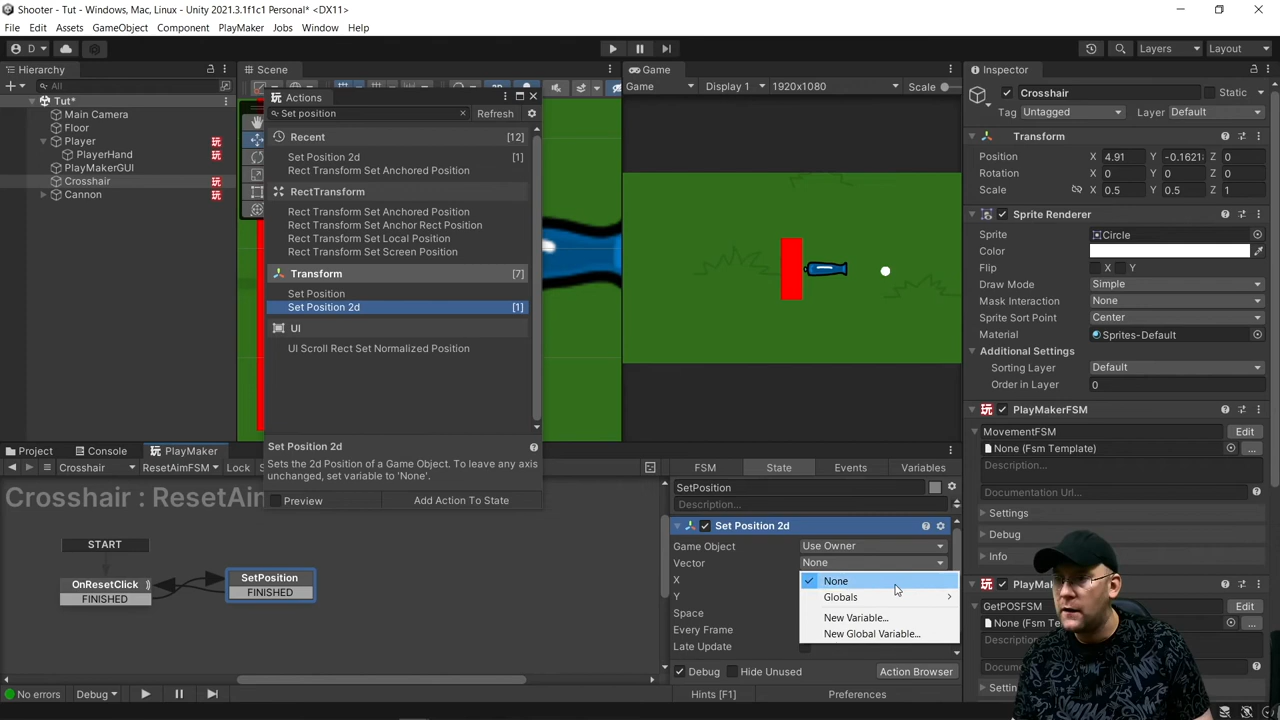 Shooter - Tut - Windows, Mac, Linux - Unity 2021.3.1f1c1 Personal* <DX11>
File Edit Assets GameObject Component PlayMaker Jobs Window Help
D Layers Layout
Hierarchy
All
Tut*
Main Camera
Floor
Player
PlayerHand
PlayMakerGUI
Crosshair
Cannon
Scene
Actions
Set position Refresh
Recent [12]
Set Position 2d [1]
Rect Transform Set Anchored Position
RectTransform
Rect Transform Set Anchored Position
Rect Transform Set Anchor Rect Position
Rect Transform Set Local Position
Rect Transform Set Screen Position
Transform [7]
Set Position
Set Position 2d [1]
UI
UI Scroll Rect Set Normalized Position
Set Position 2d
Sets the 2d Position of a Game Object. To leave any axis
unchanged, set variable to 'None'.
Preview Add Action To State
Game
Game Display 1 1920x1080 Scale
Project Console PlayMaker
Crosshair ResetAimFSM Lock
Crosshair : ResetAi
START
OnResetClick
FINISHED
SetPosition
FINISHED
No errors Debug
FSM State Events Variables
SetPosition
Description...
Set Position 2d
Game Object Use Owner
Vector None
X
Y
Space
Every Frame
Late Update
None
Globals
New Variable...
New Global Variable...
Debug Hide Unused Action Browser
Hints [F1] Preferences
Inspector
Crosshair Static
Tag Untagged Layer Default
Transform
Position X 4.91 Y -0.1621 Z 0
Rotation X 0 Y 0 Z 0
Scale X 0.5 Y 0.5 Z 1
Sprite Renderer
Sprite Circle
Color
Flip X Y
Draw Mode Simple
Mask Interaction None
Sprite Sort Point Center
Material Sprites-Default
Additional Settings
Sorting Layer Default
Order in Layer 0
PlayMakerFSM
MovementFSM Edit
None (Fsm Template) ...
Description...
Documentation Url...
Settings
Debug
Info
GetPOSFSM Edit